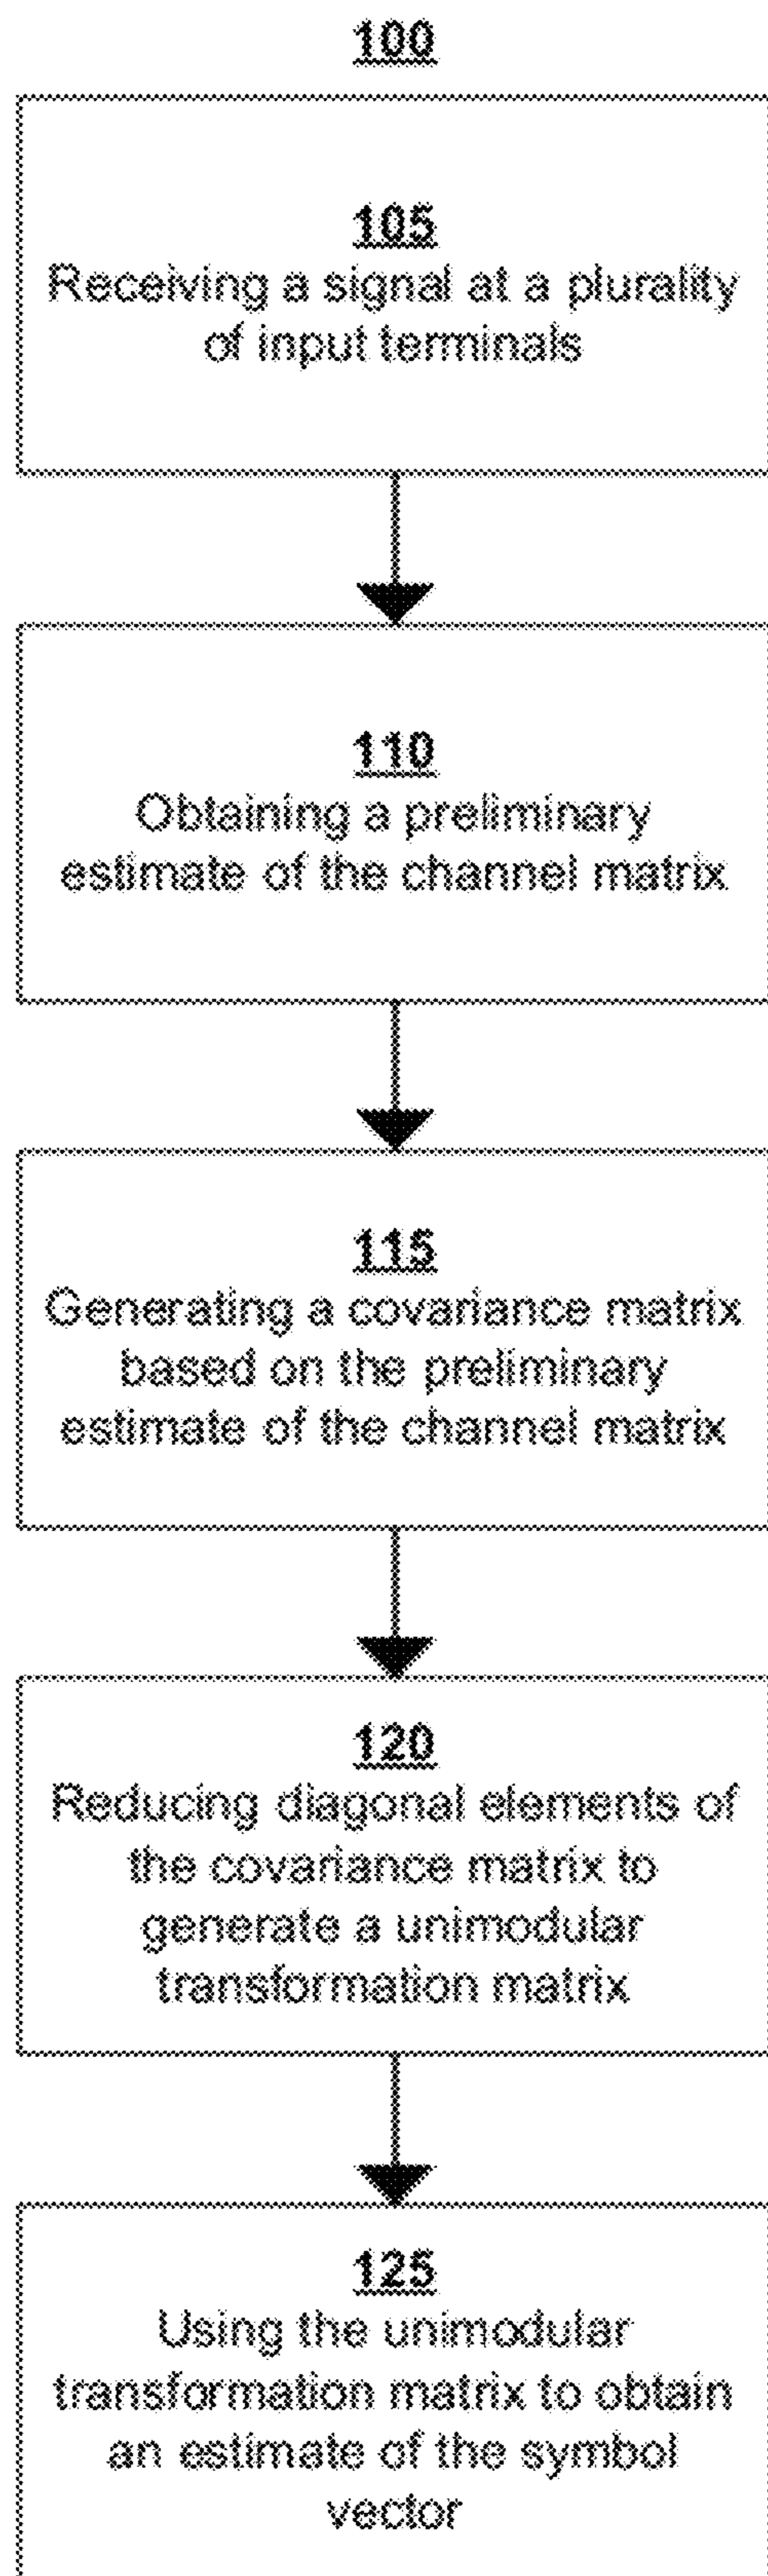 100
105
Receiving a signal at a plurality
of input terminals
110
Obtaining a preliminary
estimate of the channel matrix
115
Generating a covariance matrix
based on the preliminary
estimate of the channel matrix
120
Reducing diagonal elements of
the covariance matrix to
generate a unimodular
transformation matrix
125
Using the unimodular
transformation matrix to obtain
an estimate of the symbol
vector